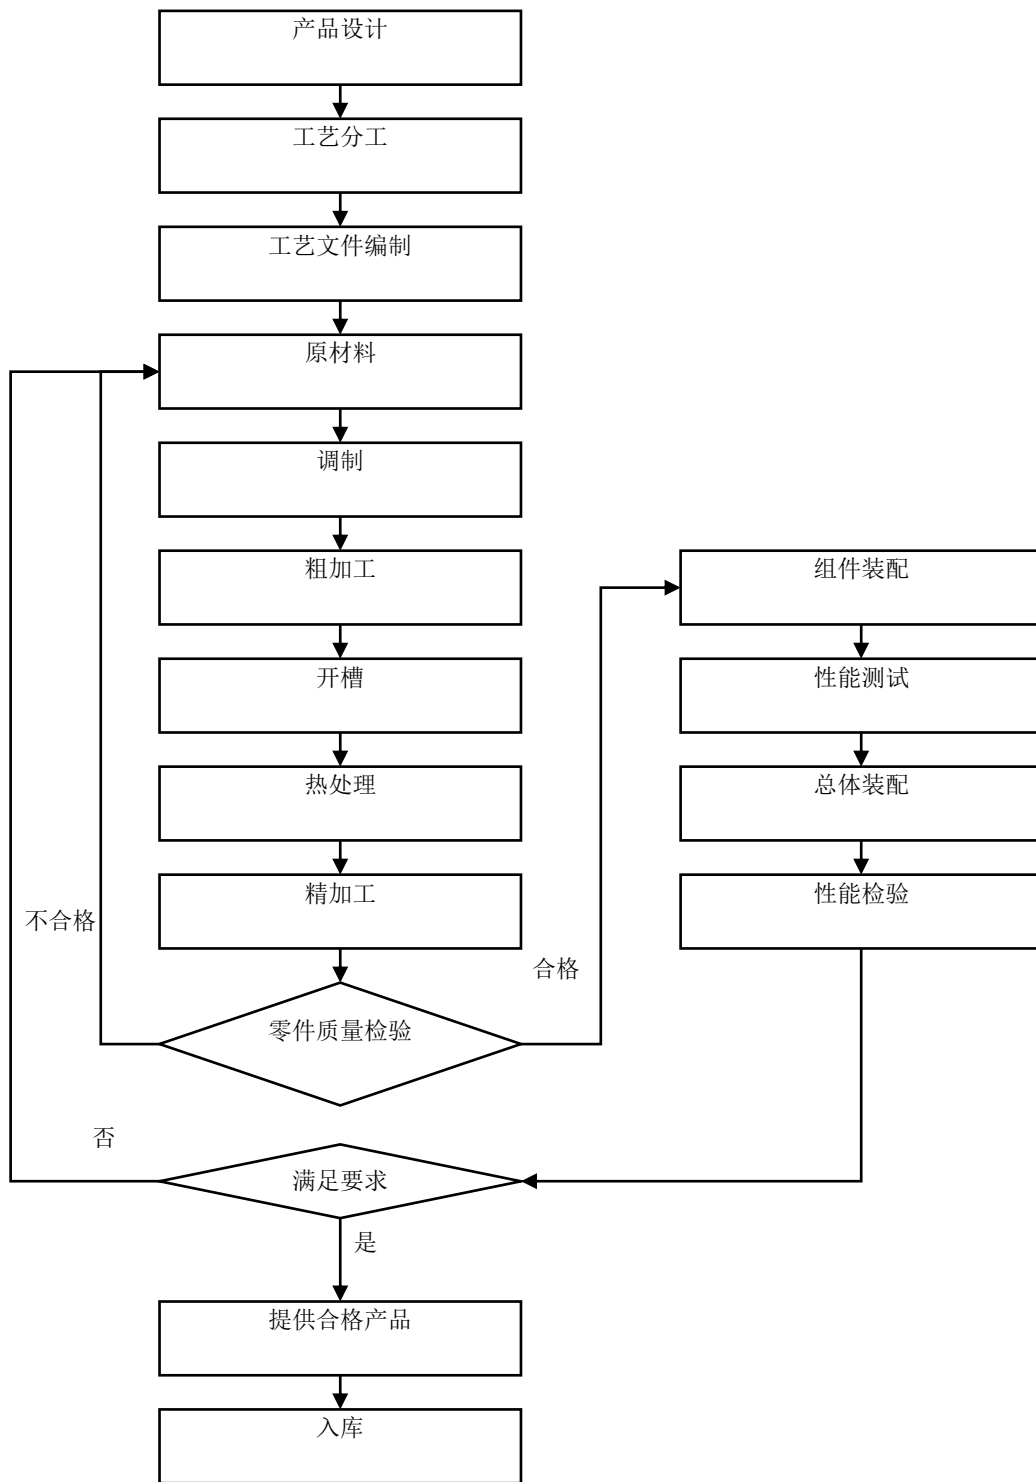 产品设计
工艺分工
工艺文件编制
原材料
调制
粗加工
开槽
热处理
精加工
零件质量检验
不合格
合格
组件装配
性能测试
总体装配
性能检验
满足要求
否
是
提供合格产品
入库